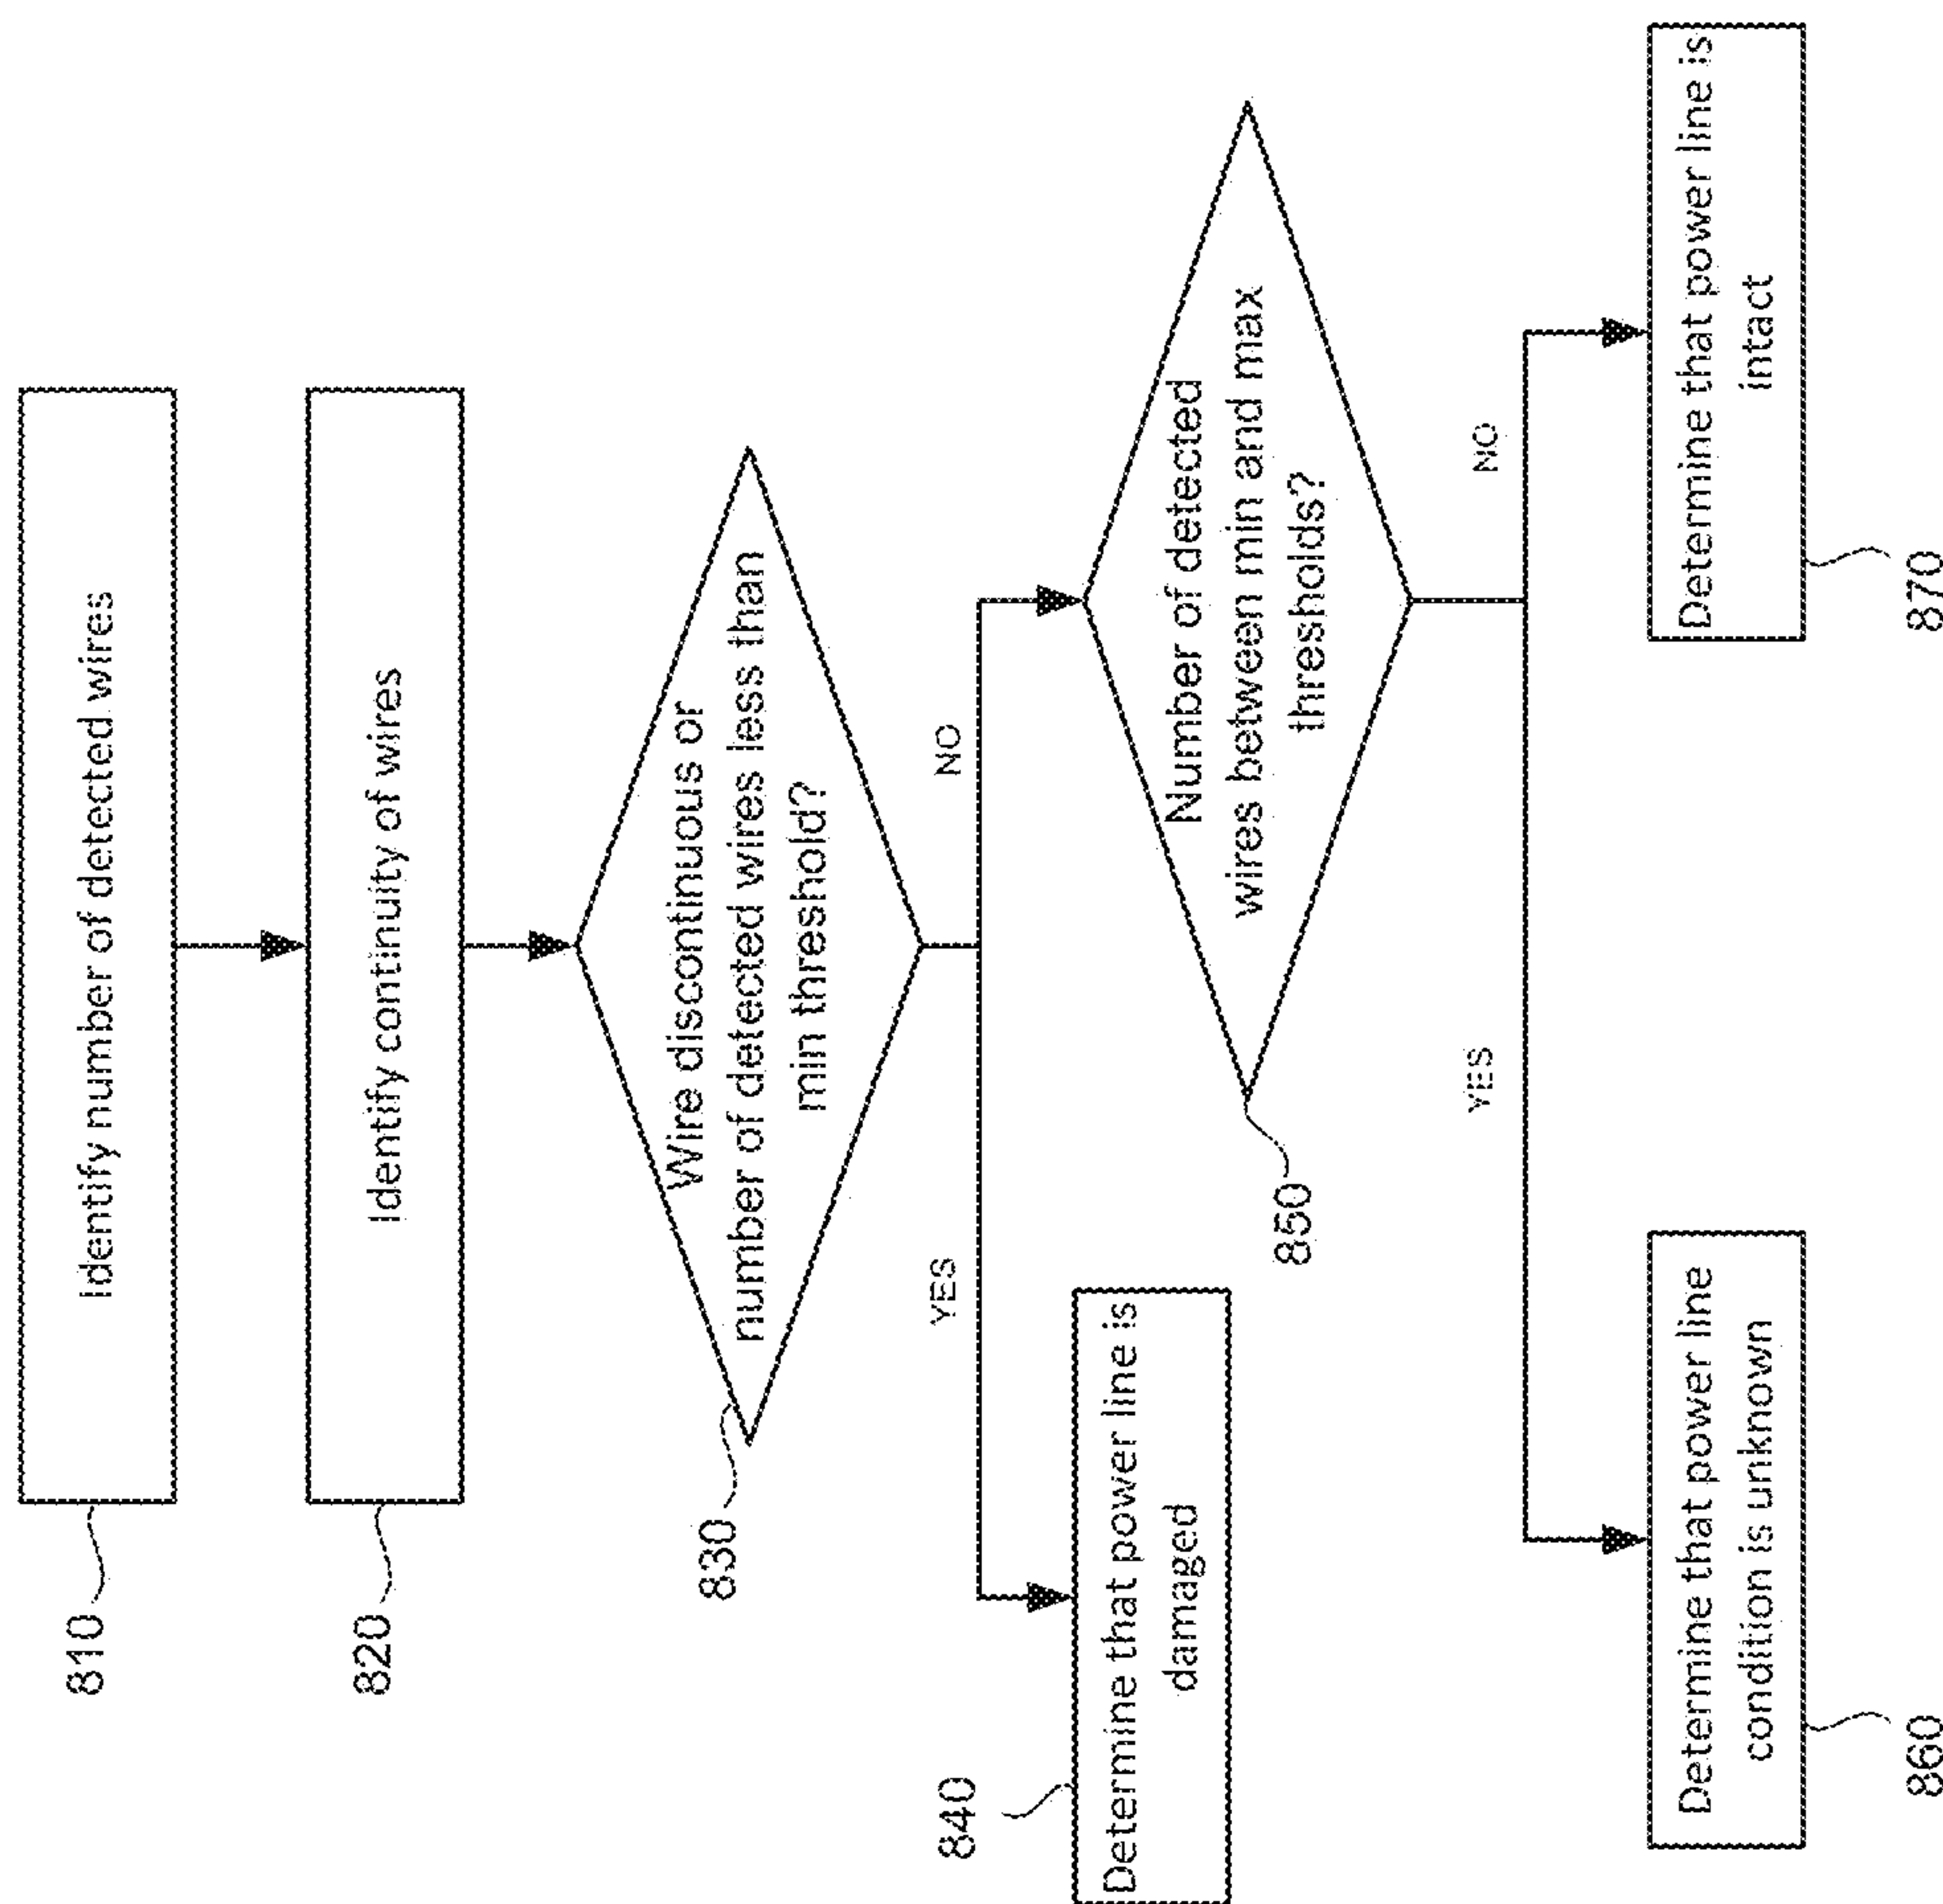 810
Identify number of detected wires
820
Identify continuity of wires
830
Wire discontinuous or
number of detected wires less than
min threshold?
YES
NO
840
Determine that power line is
damaged
850
Number of detected
wires between min and max
thresholds?
YES
NO
Determine that power line
condition is unknown
860
Determine that power line is
intact
870